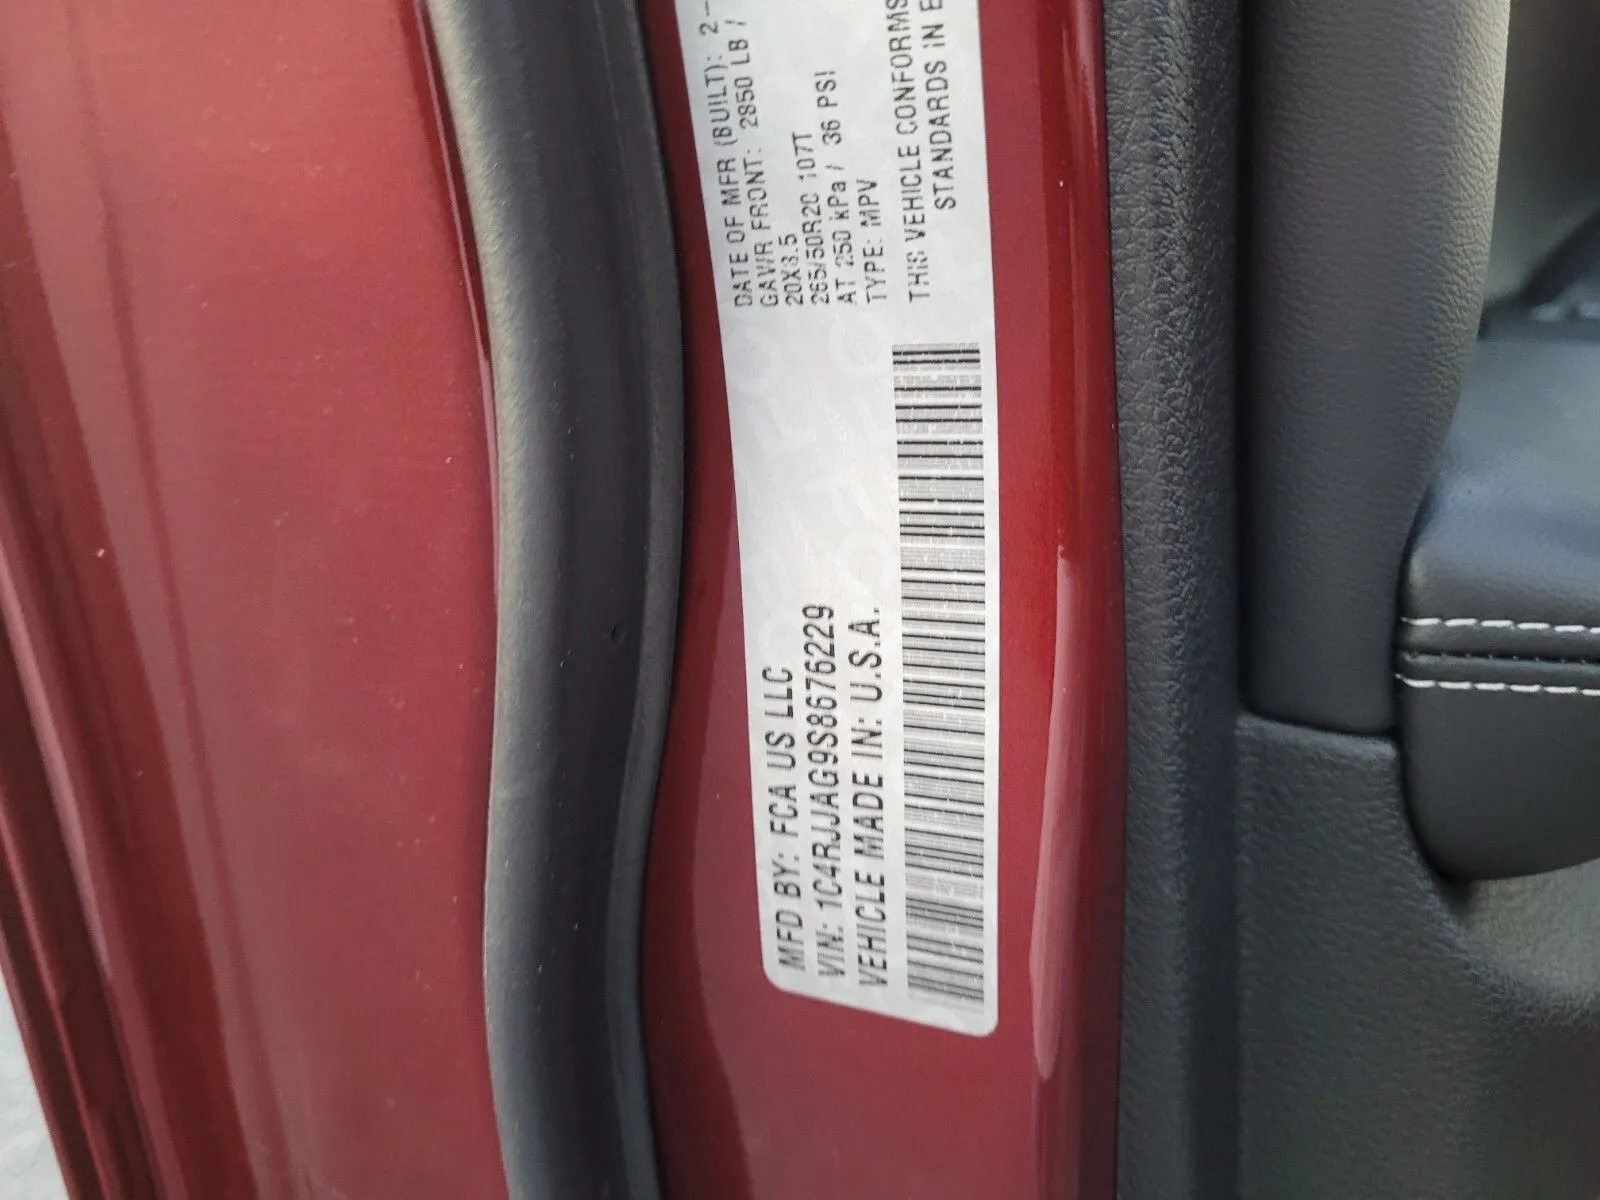 MFD BY: FCA US LLC
VIN: 1C4RJJAG9S8676229
VEHICLE MADE IN: U.S.A.
DATE OF MFR (BUILT): 2-
GAWR FRONT: 2850 LB /
20X8.5
265/50R20 107T
AT 250 kPa / 36 PSI
TYPE: MPV
THIS VEHICLE CONFORMS
STANDARDS IN